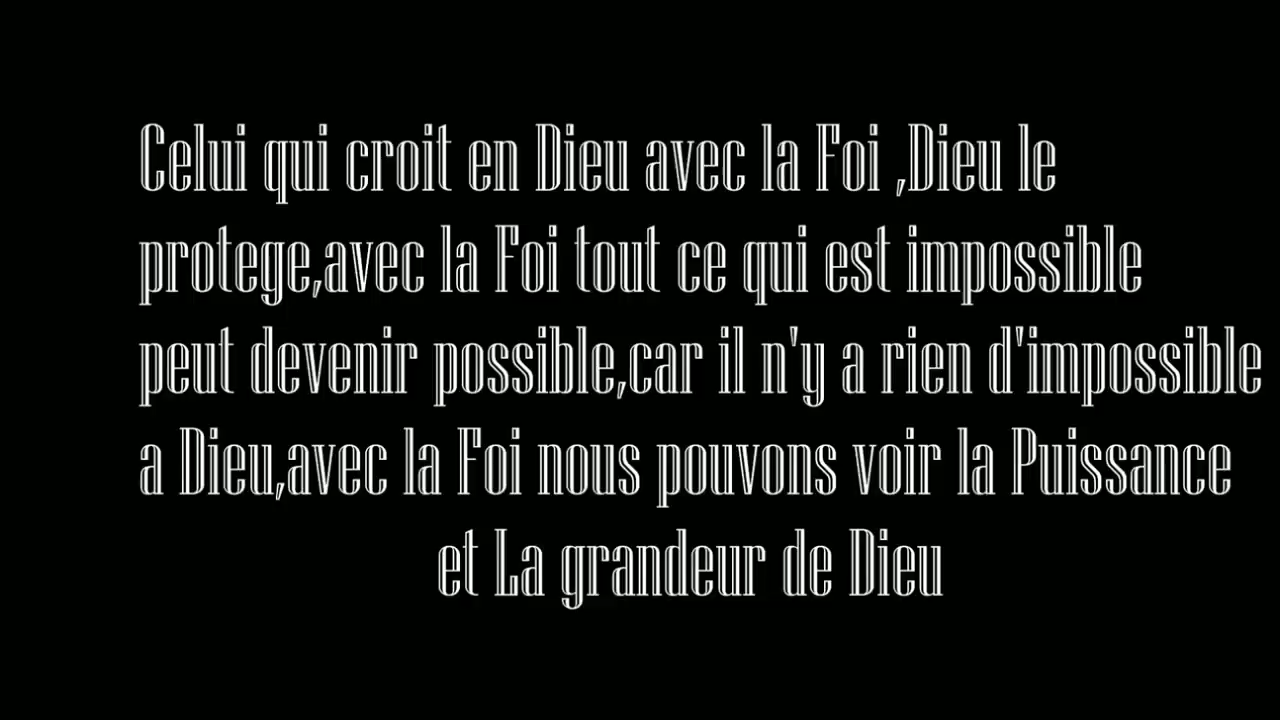 Celui qui croit en Dieu avec la Foi ,Dieu le
protege,avec la Foi tout ce qui est impossible
peut devenir possible,car il n'y a rien d'impossible
a Dieu,avec la Foi nous pouvons voir la Puissance
et La grandeur de Dieu